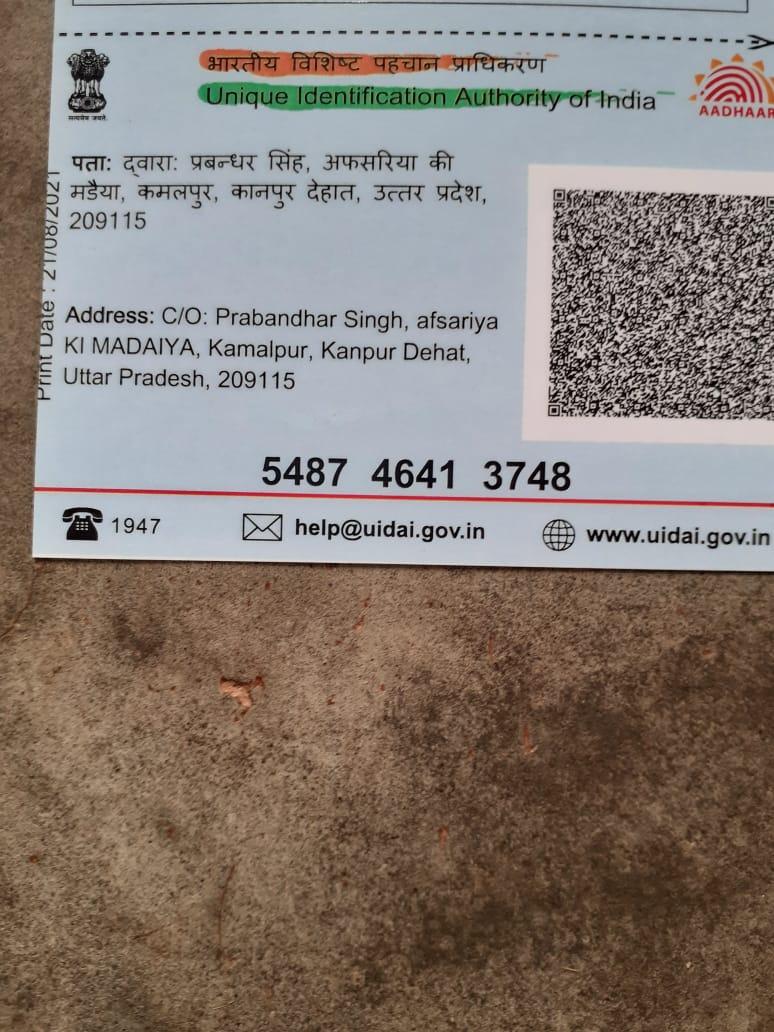 भारतीय विशिष्ट पहचान प्राधिकरण
Unique Identification Authority of India
सत्यमेव जयते
AADHAAR
पता: द्वारा: प्रबन्धर सिंह, अफसरिया की
मडैया, कमलपुर, कानपुर देहात, उत्तर प्रदेश,
209115
Print Date : 21/08/2021
Address: C/O: Prabandhar Singh, afsariya
KI MADAIYA, Kamalpur, Kanpur Dehat,
Uttar Pradesh, 209115
5487 4641 3748
1947 help@uidai.gov.in www.uidai.gov.in